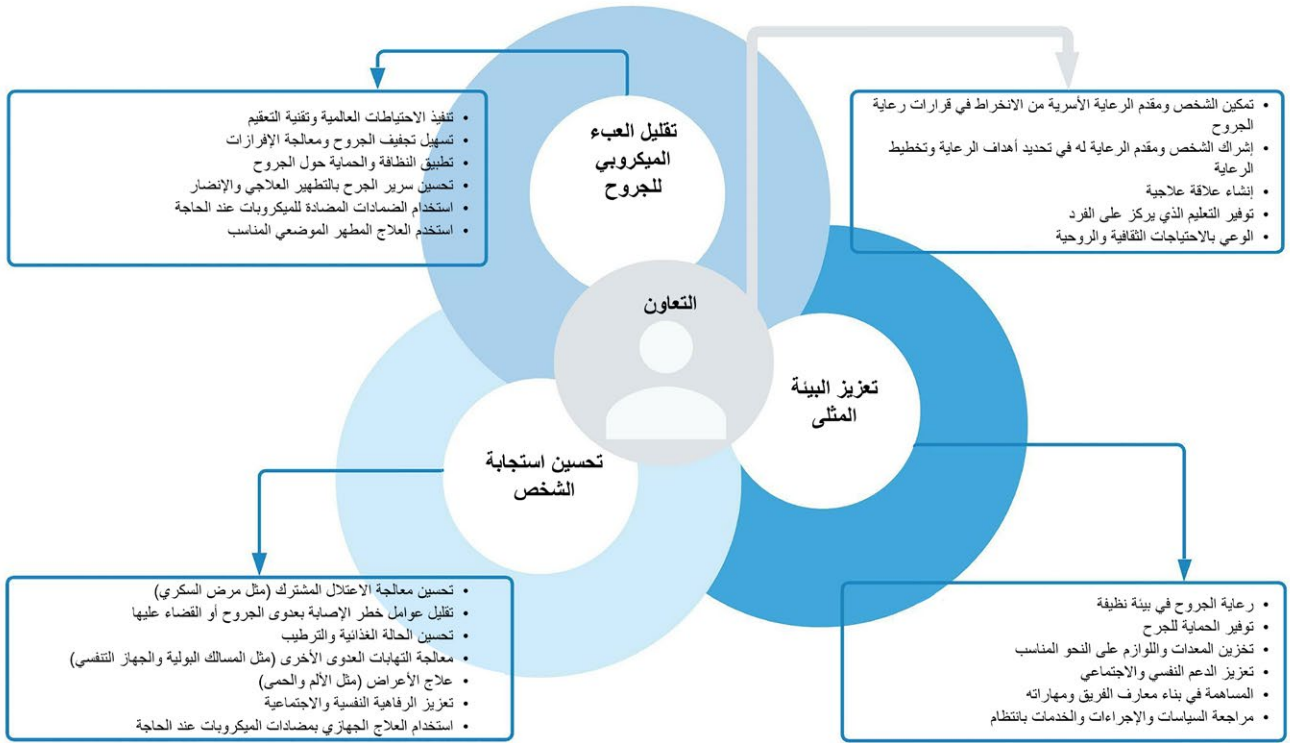 تقليل العبء
الميكروبي
للجروح
• تنفيذ الاحتياطات العالمية وتقنية التعقيم
• تسهيل تجفيف الجروح ومعالجة الإفرازات
• تطبيق النظافة والحماية حول الجروح
• تحسين سرير الجرح بالتطهير العلاجي والإنضار
• استخدام الضمادات المضادة للميكروبات عند الحاجة
• استخدم العلاج المطهر الموضعي المناسب
التعاون
• تمكين الشخص ومقدم الرعاية الأسرية من الانخراط في قرارات رعاية
الجروح
• إشراك الشخص ومقدم الرعاية له في تحديد أهداف الرعاية وتخطيط
الرعاية
• إنشاء علاقة علاجية
• توفير التعليم الذي يركز على الفرد
• الوعي بالاحتياجات الثقافية والروحية
تعزيز البيئة
المثلى
• رعاية الجروح في بيئة نظيفة
• توفير الحماية للجرح
• تخزين المعدات واللوازم على النحو المناسب
• تعزيز الدعم النفسي والاجتماعي
• المساهمة في بناء معارف الفريق ومهاراته
• مراجعة السياسات والإجراءات والخدمات بانتظام
تحسين استجابة
الشخص
• تحسين معالجة الاعتلال المشترك (مثل مرض السكري)
• تقليل عوامل خطر الإصابة بعدوى الجروح أو القضاء عليها
• تحسين الحالة الغذائية والترطيب
• معالجة التهابات العدوى الأخرى (مثل المسالك البولية والجهاز التنفسي)
• علاج الأعراض (مثل الألم والحمى)
• تعزيز الرفاهية النفسية والاجتماعية
• استخدام العلاج الجهازي بمضادات الميكروبات عند الحاجة